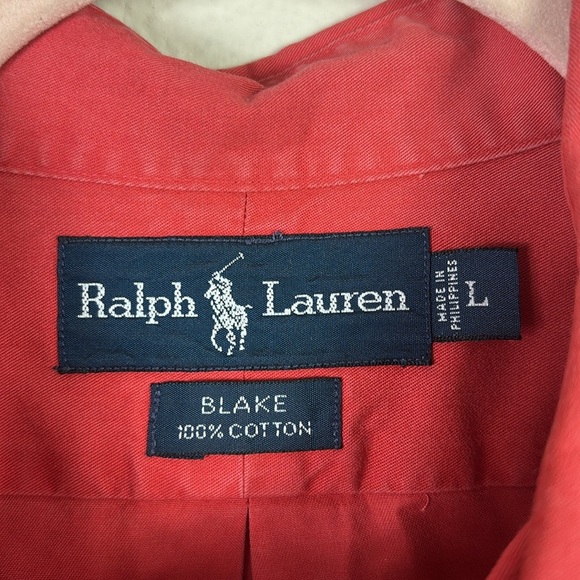 Ralph Lauren
MADE IN
PHILIPPINES
L
BLAKE
100% COTTON